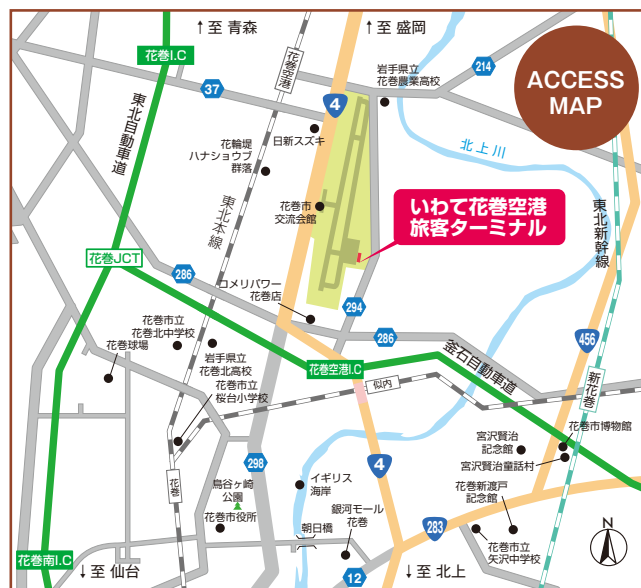 ↑至 青森
↑至 盛岡
花巻I.C
37
花巻空港
4
岩手県立
花巻農業高校
214
ACCESS
MAP
東北自動車道
日新スズキ
花輪堤
ハナショウブ
群落
北上川
東北本線
花巻市
交流会館
いわて花巻空港
旅客ターミナル
東北新幹線
花巻JCT
286
コメリパワー
花巻店
294
286
花巻市立
花巻北中学校
岩手県立
花巻北高校
花巻球場
花巻空港I.C
釜石自動車道
456
新花巻
花巻市立
桜台小学校
似内
花巻市博物館
宮沢賢治
記念館
宮沢賢治童話村
298
4
花巻
鳥谷ヶ崎
公園
イギリス
海岸
花巻新渡戸
記念館
花巻市役所
朝日橋
銀河モール
花巻
283
花巻市立
矢沢中学校
N
花巻南I.C
↓至 仙台
12
↓至 北上